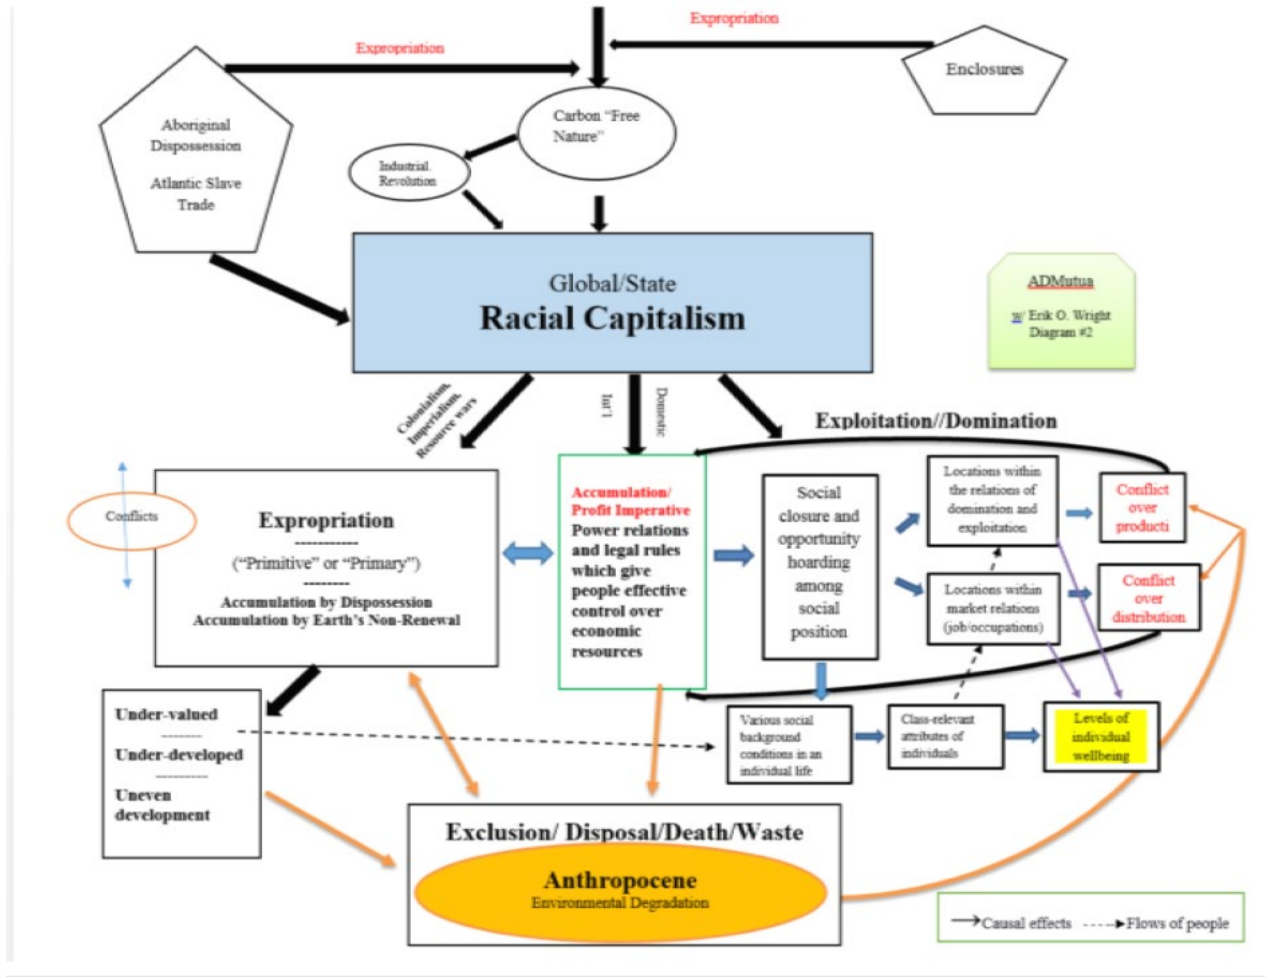 Expropriation
Expropriation
Enclosures
Carbon “Free
Nature”
Aboriginal
Dispossession
Atlantic Slave
Trade
Industrial.
Revolution
Global/State
Racial Capitalism
ADMutua
w/ Erik O. Wright
Diagram #2
Colonialism,
Imperialism,
Resource wars
Int'l
Domestic
Exploitation//Domination
Conflicts
Expropriation
-----------
(“Primitive” or “Primary”)
--------
Accumulation by Dispossession
Accumulation by Earth’s Non-Renewal
Accumulation/
Profit Imperative
Power relations
and legal rules
which give
people effective
control over
economic
resources
Social
closure and
opportunity
hoarding
among
social
position
Locations within
the relations of
domination and
exploitation
Conflict
over
producti
Locations within
market relations
(job/occupations)
Conflict
over
distribution
Under-valued
-------
Under-developed
---------
Uneven
development
Various social
background
conditions in an
individual life
Class-relevant
attributes of
individuals
Levels of
individual
wellbeing
Exclusion/ Disposal/Death/Waste
Anthropocene
Environmental Degradation
Causal effects
Flows of people